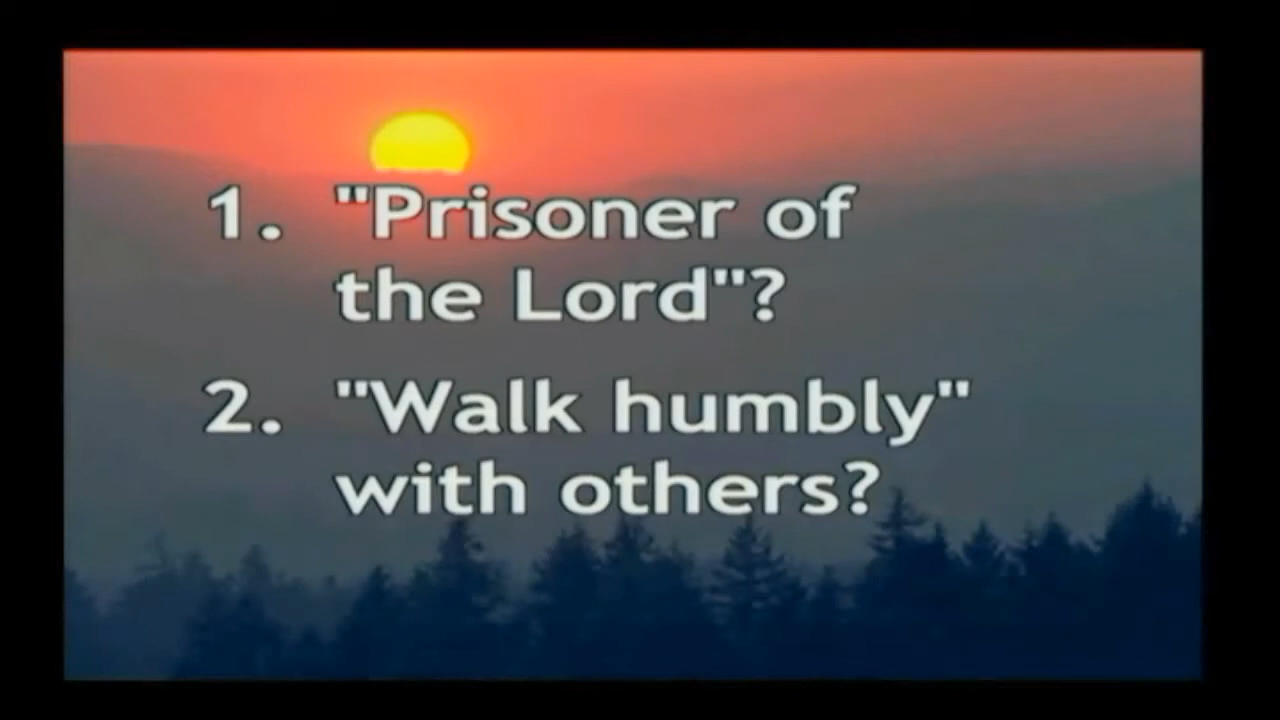 1. "Prisoner of
the Lord"?
2. "Walk humbly"
with others?